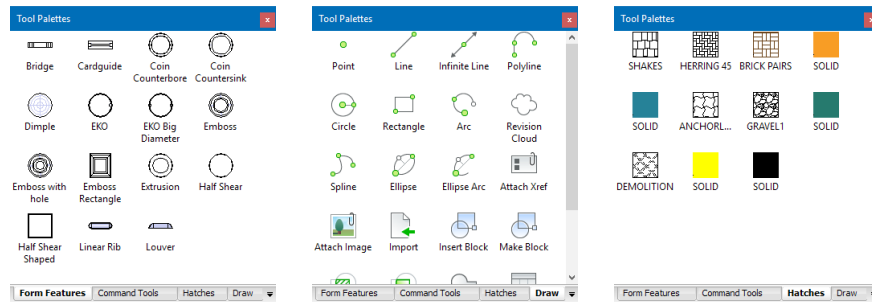 Tool Palettes
x
Bridge Cardguide Coin Counterbore Coin Countersink
Dimple EKO EKO Big Diameter Emboss
Emboss with hole Emboss Rectangle Extrusion Half Shear
Half Shear Shaped Linear Rib Louver
Form Features Command Tools Hatches Draw
Tool Palettes
x
Point Line Infinite Line Polyline
Circle Rectangle Arc Revision Cloud
Spline Ellipse Ellipse Arc Attach Xref
Attach Image Import Insert Block Make Block
Form Features Command Tools Hatches Draw
Tool Palettes
x
SHAKES HERRING 45 BRICK PAIRS SOLID
SOLID ANCHORL... GRAVEL1 SOLID
DEMOLITION SOLID SOLID
Form Features Command Tools Hatches Draw